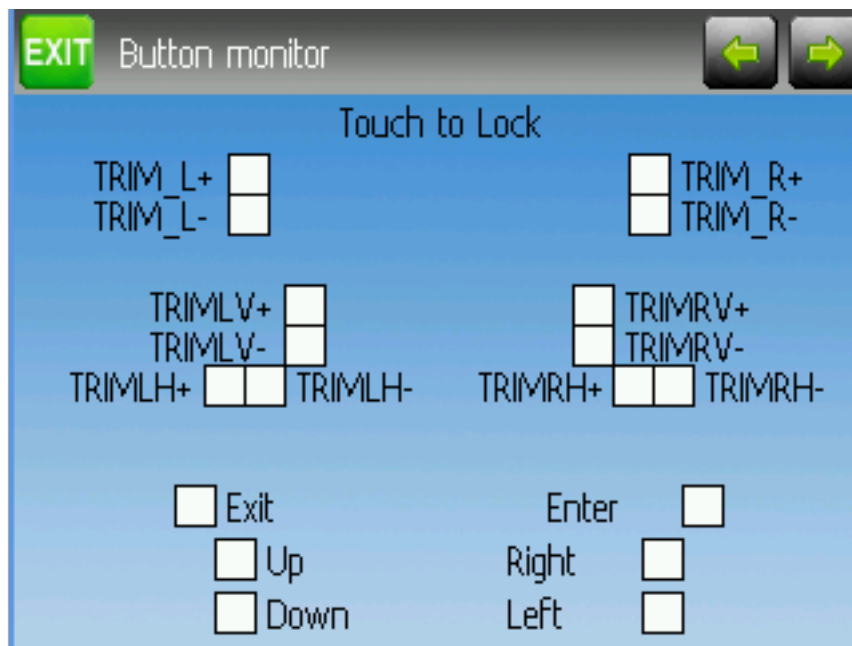 EXIT Button monitor
Touch to Lock
TRIM_L+ TRIM_R+
TRIM_L- TRIM_R-
TRIMLV+ TRIMRV+
TRIMLV- TRIMRV-
TRIMLH+ TRIMLH- TRIMRH+ TRIMRH-
Exit Enter
Up Right
Down Left